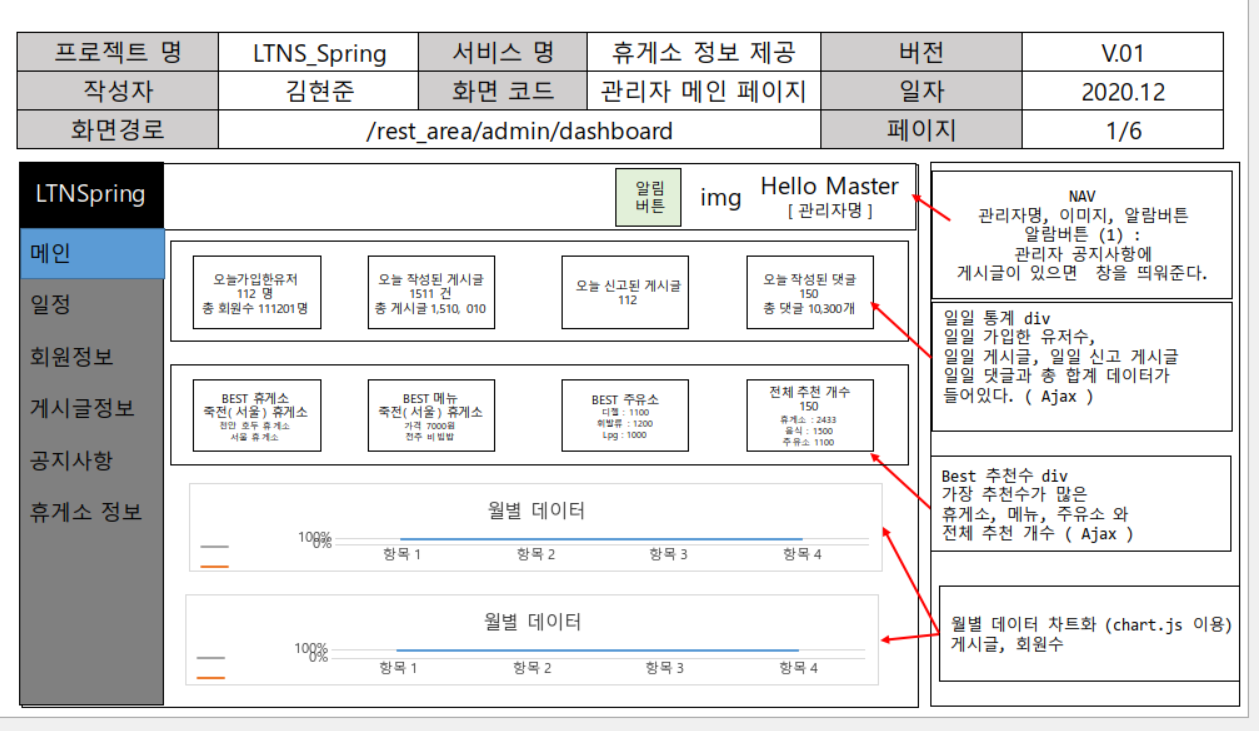 프로젝트 명 LTNS_Spring 서비스 명 휴게소 정보 제공 버전 V.01
작성자 김현준 화면 코드 관리자 메인 페이지 일자 2020.12
화면경로 /rest_area/admin/dashboard 페이지 1/6
LTNSpring
메인
일정
회원정보
게시글정보
공지사항
휴게소 정보
알림
버튼
img
Hello Master
[ 관리자명 ]
오늘가입한유저
112 명
총 회원수 111201명
오늘 작성된 게시글
1511 건
총 게시글 1,510, 010
오늘 신고된 게시글
112
오늘 작성된 댓글
150
총 댓글 10,300개
BEST 휴게소
죽전( 서울 ) 휴게소
천안 호두 휴게소
서울 휴게소
BEST 메뉴
죽전( 서울 ) 휴게소
가격 7000원
전주 비빔밥
BEST 주유소
디젤 : 1100
휘발류 : 1200
Lpg : 1000
전체 추천 개수
150
휴게소 : 2433
음식 : 1500
주유소 1100
월별 데이터
100%
0%
항목 1 항목 2 항목 3 항목 4
월별 데이터
100%
0%
항목 1 항목 2 항목 3 항목 4
NAV
관리자명, 이미지, 알람버튼
알람버튼 (1) :
관리자 공지사항에
게시글이 있으면 창을 띄워준다.
일일 통계 div
일일 가입한 유저수,
일일 게시글, 일일 신고 게시글
일일 댓글과 총 합계 데이터가
들어있다. ( Ajax )
Best 추천수 div
가장 추천수가 많은
휴게소, 메뉴, 주유소 와
전체 추천 개수 ( Ajax )
월별 데이터 차트화 (chart.js 이용)
게시글, 회원수